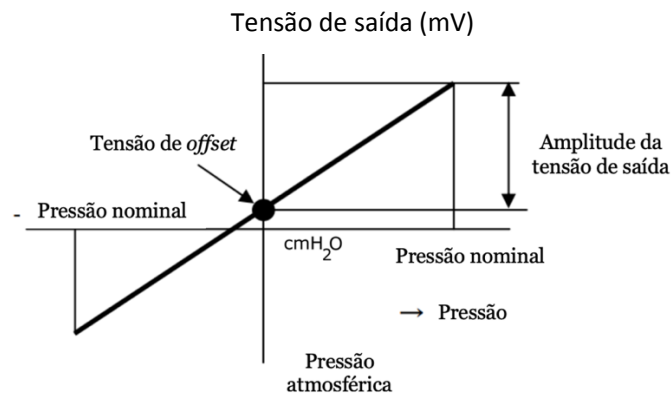 Tensão de saída (mV)
Tensão de offset
Amplitude da
tensão de saída
- Pressão nominal
cmH₂O
Pressão nominal
→ Pressão
Pressão
atmosférica